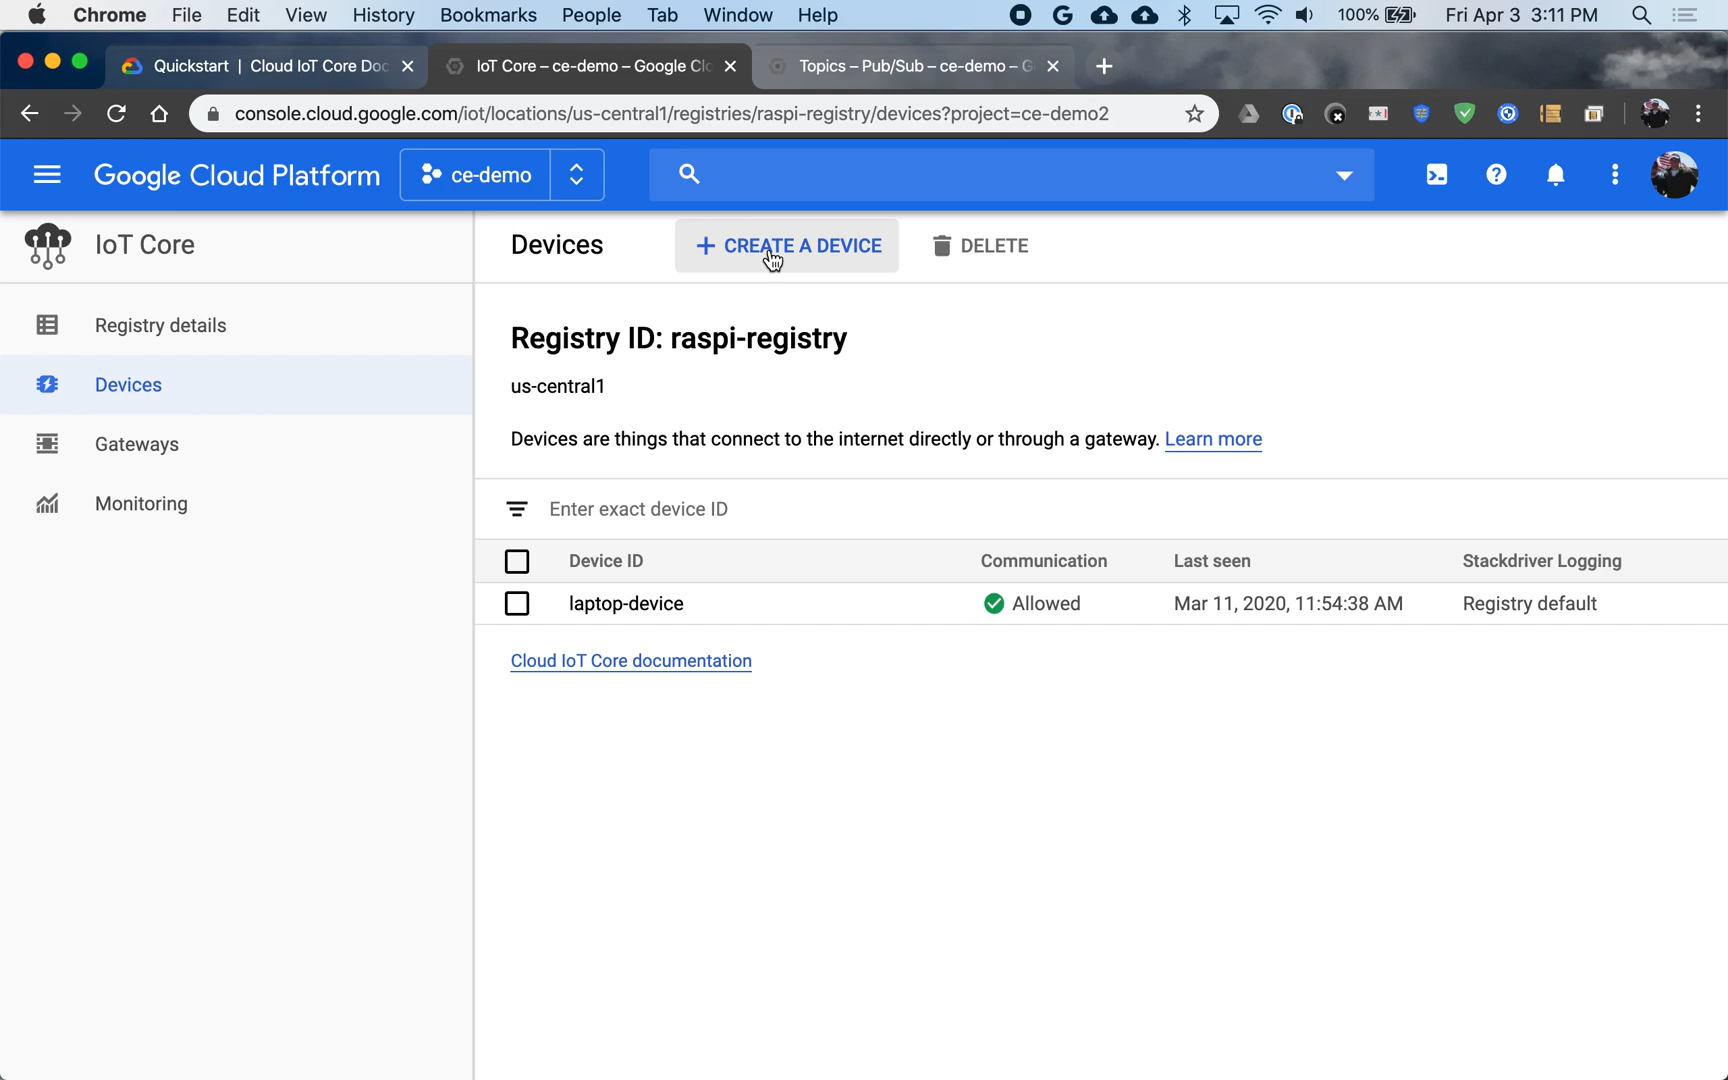 Chrome File Edit View History Bookmarks People Tab Window Help 100% Fri Apr 3 3:11 PM
Quickstart | Cloud IoT Core Doc
IoT Core – ce-demo – Google Clo
Topics – Pub/Sub – ce-demo – G
console.cloud.google.com/iot/locations/us-central1/registries/raspi-registry/devices?project=ce-demo2
Google Cloud Platform
ce-demo
IoT Core
Devices
CREATE A DEVICE
DELETE
Registry details
Devices
Gateways
Monitoring
Registry ID: raspi-registry
us-central1
Devices are things that connect to the internet directly or through a gateway. Learn more
Enter exact device ID
Device ID Communication Last seen Stackdriver Logging
laptop-device Allowed Mar 11, 2020, 11:54:38 AM Registry default
Cloud IoT Core documentation